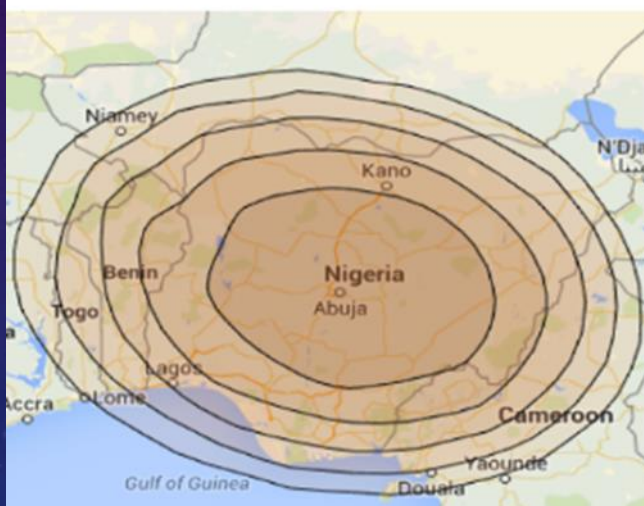 Niamey
N'Dja
Kano
Benin
Nigeria
Abuja
Togo
a
Lagos
Accra
Lome
Cameroon
Yaounde
Gulf of Guinea
Douala